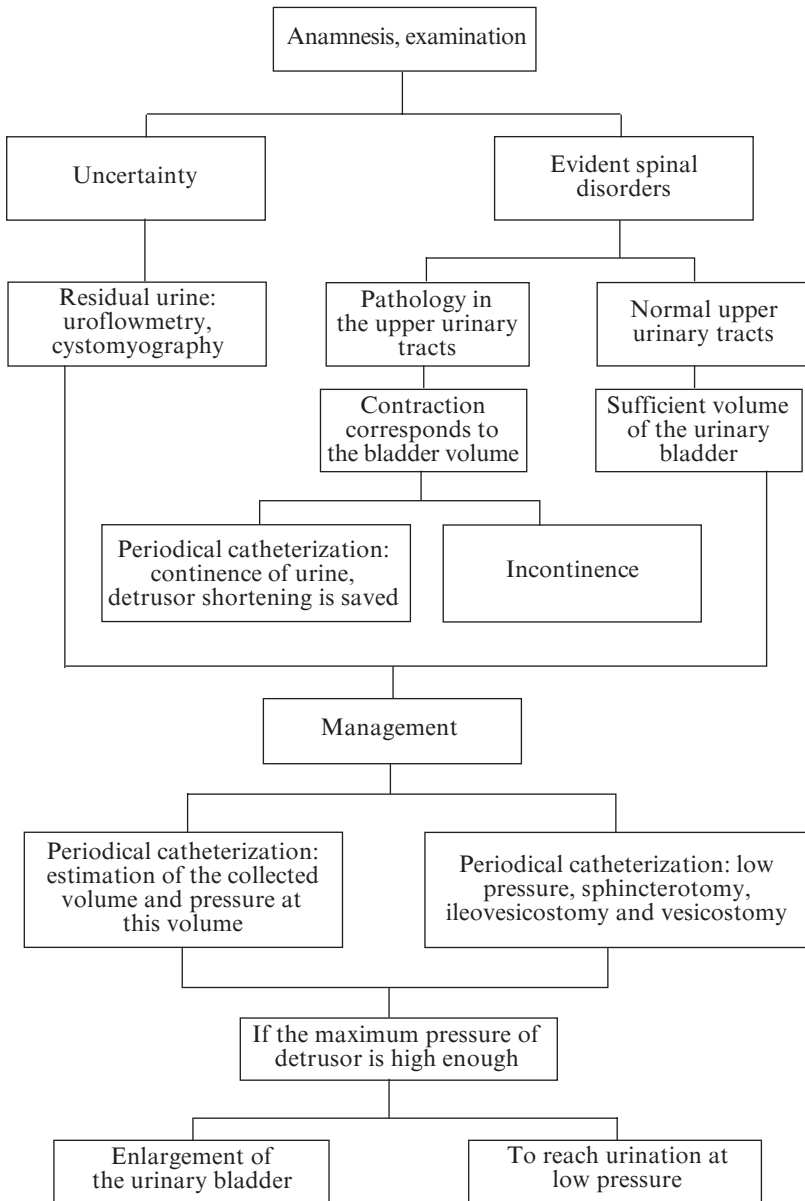 Anamnesis, examination
Uncertainty
Evident spinal
disorders
Residual urine:
uroflowmetry,
cystomyography
Pathology in
the upper urinary
tracts
Normal upper
urinary tracts
Contraction
corresponds to
the bladder volume
Sufficient volume
of the urinary
bladder
Periodical catheterization:
continence of urine,
detrusor shortening is saved
Incontinence
Management
Periodical catheterization:
estimation of the collected
volume and pressure at
this volume
Periodical catheterization: low
pressure, sphincterotomy,
ileovesicostomy and vesicostomy
If the maximum pressure of
detrusor is high enough
Enlargement of
the urinary bladder
To reach urination at
low pressure